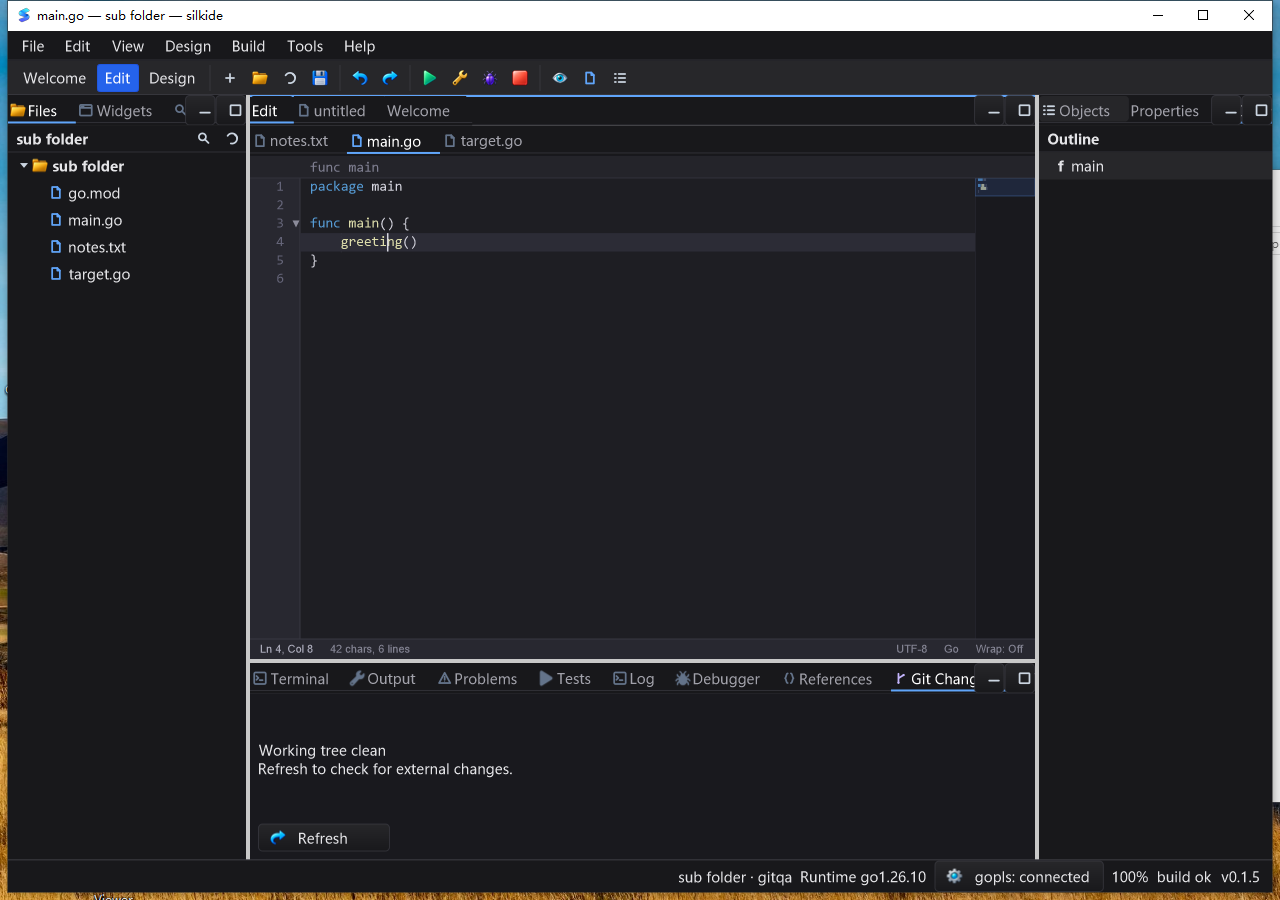 main.go — sub folder — silkide
File Edit View Design Build Tools Help
Welcome Edit Design
Files Widgets
Edit untitled Welcome
Objects Properties
sub folder
notes.txt main.go target.go
Outline
sub folder
f main
go.mod
main.go
notes.txt
target.go
func main
1 package main
2
3 func main() {
4 greeting()
5 }
6
Ln 4, Col 8 42 chars, 6 lines UTF-8 Go Wrap: Off
Terminal Output Problems Tests Log Debugger References Git Chang
Working tree clean
Refresh to check for external changes.
Refresh
sub folder · gitqa Runtime go1.26.10 gopls: connected 100% build ok v0.1.5
Viewer